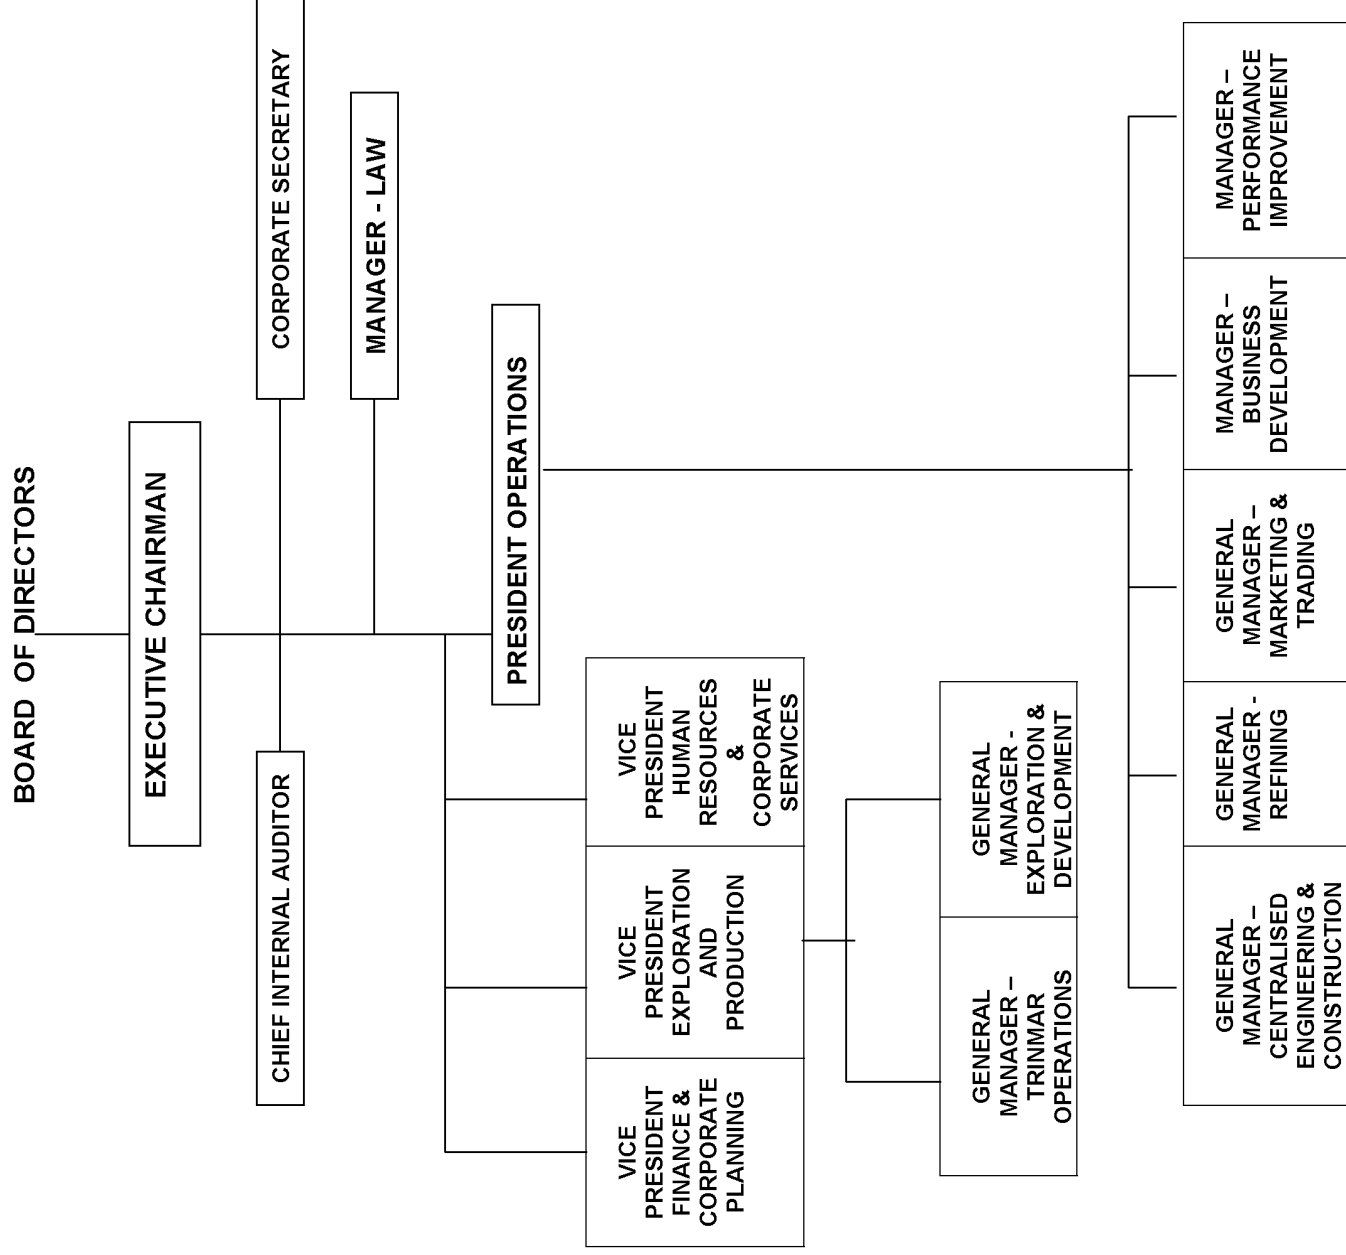 BOARD OF DIRECTORS
EXECUTIVE CHAIRMAN
CHIEF INTERNAL AUDITOR
CORPORATE SECRETARY
MANAGER - LAW
PRESIDENT OPERATIONS
VICE
PRESIDENT
FINANCE &
CORPORATE
PLANNING
VICE
PRESIDENT
EXPLORATION
AND
PRODUCTION
VICE
PRESIDENT
HUMAN
RESOURCES
&
CORPORATE
SERVICES
GENERAL
MANAGER –
TRINMAR
OPERATIONS
GENERAL
MANAGER -
EXPLORATION &
DEVELOPMENT
GENERAL
MANAGER –
CENTRALISED
ENGINEERING &
CONSTRUCTION
GENERAL
MANAGER -
REFINING
GENERAL
MANAGER –
MARKETING &
TRADING
MANAGER –
BUSINESS
DEVELOPMENT
MANAGER –
PERFORMANCE
IMPROVEMENT